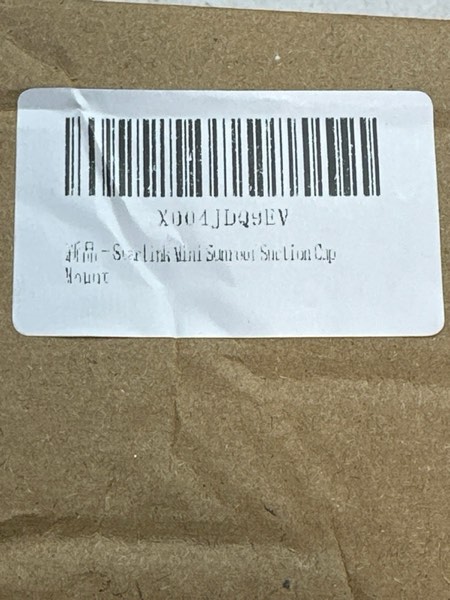 X004JDQ9EV
新品 - Starlink Mini Sunroof Suction Cup
Mount